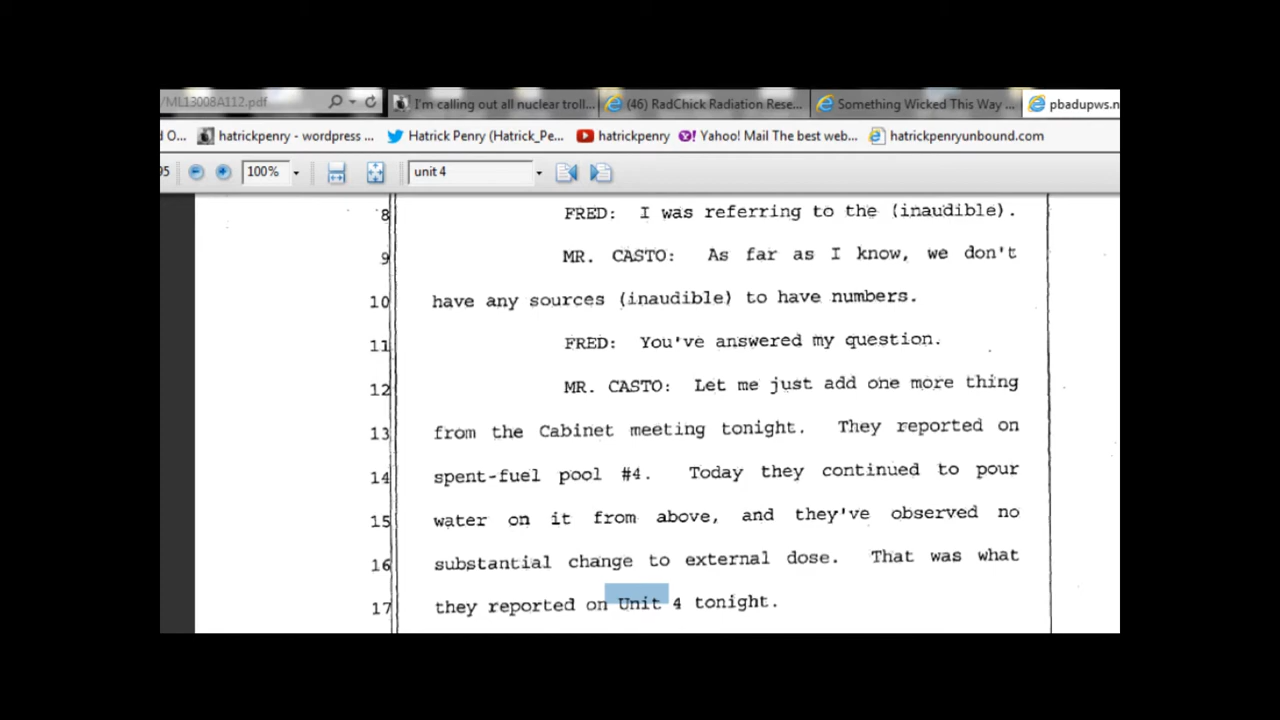 /ML13008A112.pdf I'm calling out all nuclear troll... (46) RadChick Radiation Rese... Something Wicked This Way ... pbadupws.n
d O... hatrickpenry - wordpress ... Hatrick Penry (Hatrick_Pe... hatrickpenry Yahoo! Mail The best web... hatrickpenryunbound.com
95 100% unit 4
8 FRED: I was referring to the (inaudible).
9 MR. CASTO: As far as I know, we don't
10 have any sources (inaudible) to have numbers.
11 FRED: You've answered my question.
12 MR. CASTO: Let me just add one more thing
13 from the Cabinet meeting tonight. They reported on
14 spent-fuel pool #4. Today they continued to pour
15 water on it from above, and they've observed no
16 substantial change to external dose. That was what
17 they reported on Unit 4 tonight.